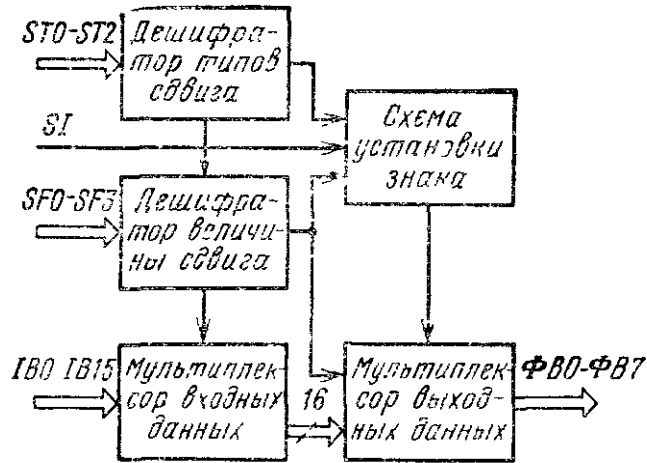 ST0-ST2
Дешифра-
тор типов
сдвига
SI
Схема
установки
знака
SF0-SF3
Дешифра-
тор величи-
ны сдвига
IB0 IB15
Мультиплек-
сор входных
данных
16
Мультиплек-
сор выход-
ных данных
ФВ0-ФВ7